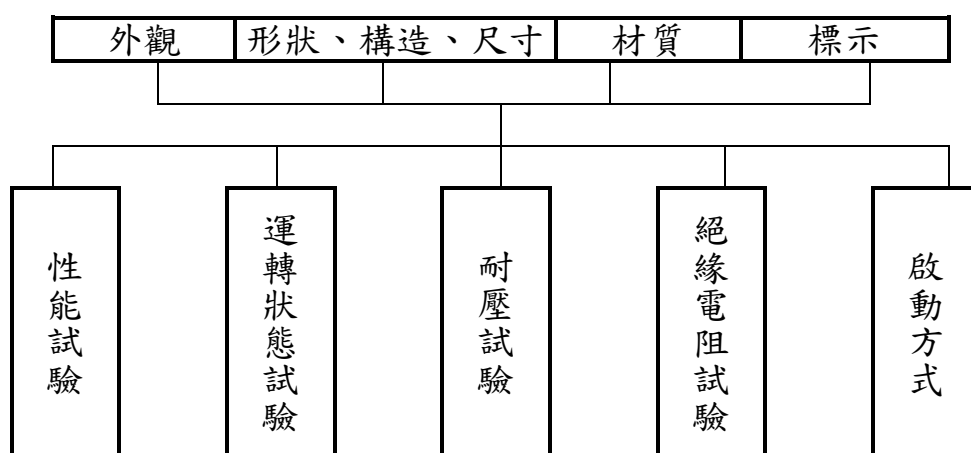 外觀
形狀、構造、尺寸
材質
標示
性能試驗
運轉狀態試驗
耐壓試驗
絕緣電阻試驗
啟動方式